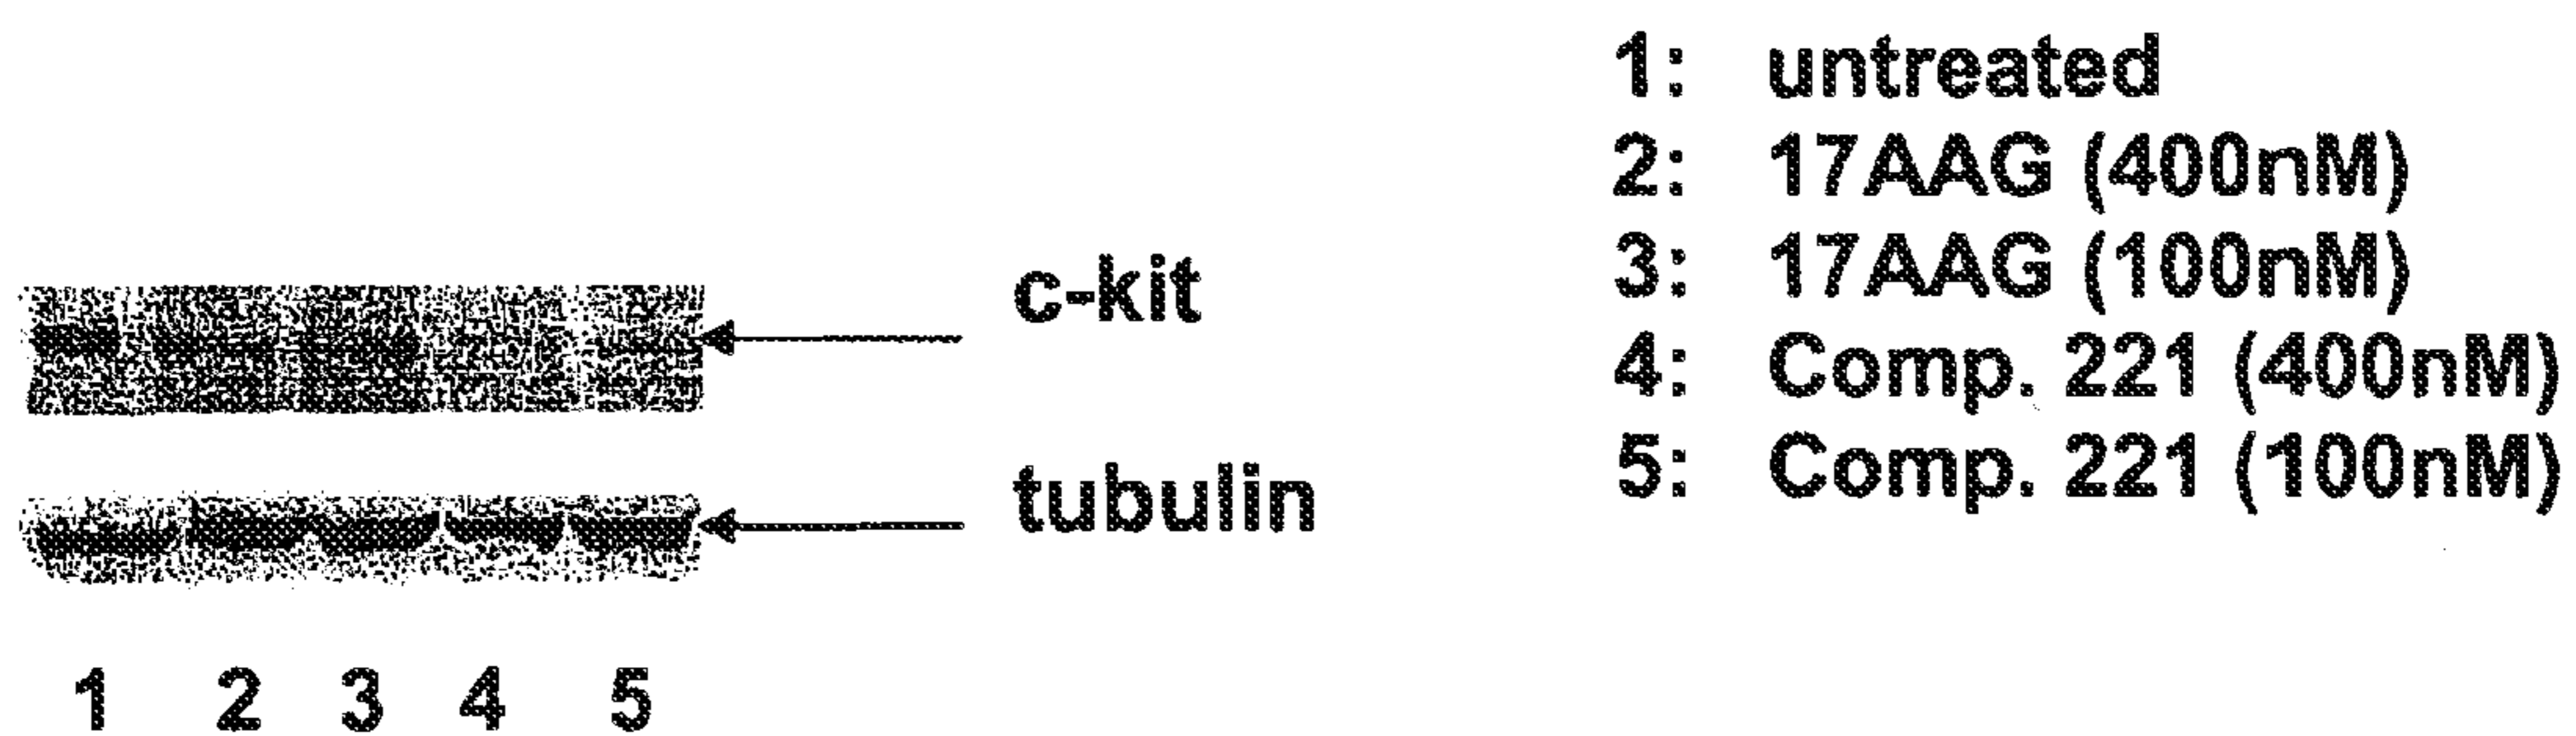 1: untreated
2: 17AAG (400nM)
3: 17AAG (100nM)
4: Comp. 221 (400nM)
5: Comp. 221 (100nM)
c-kit
tubulin
1 2 3 4 5